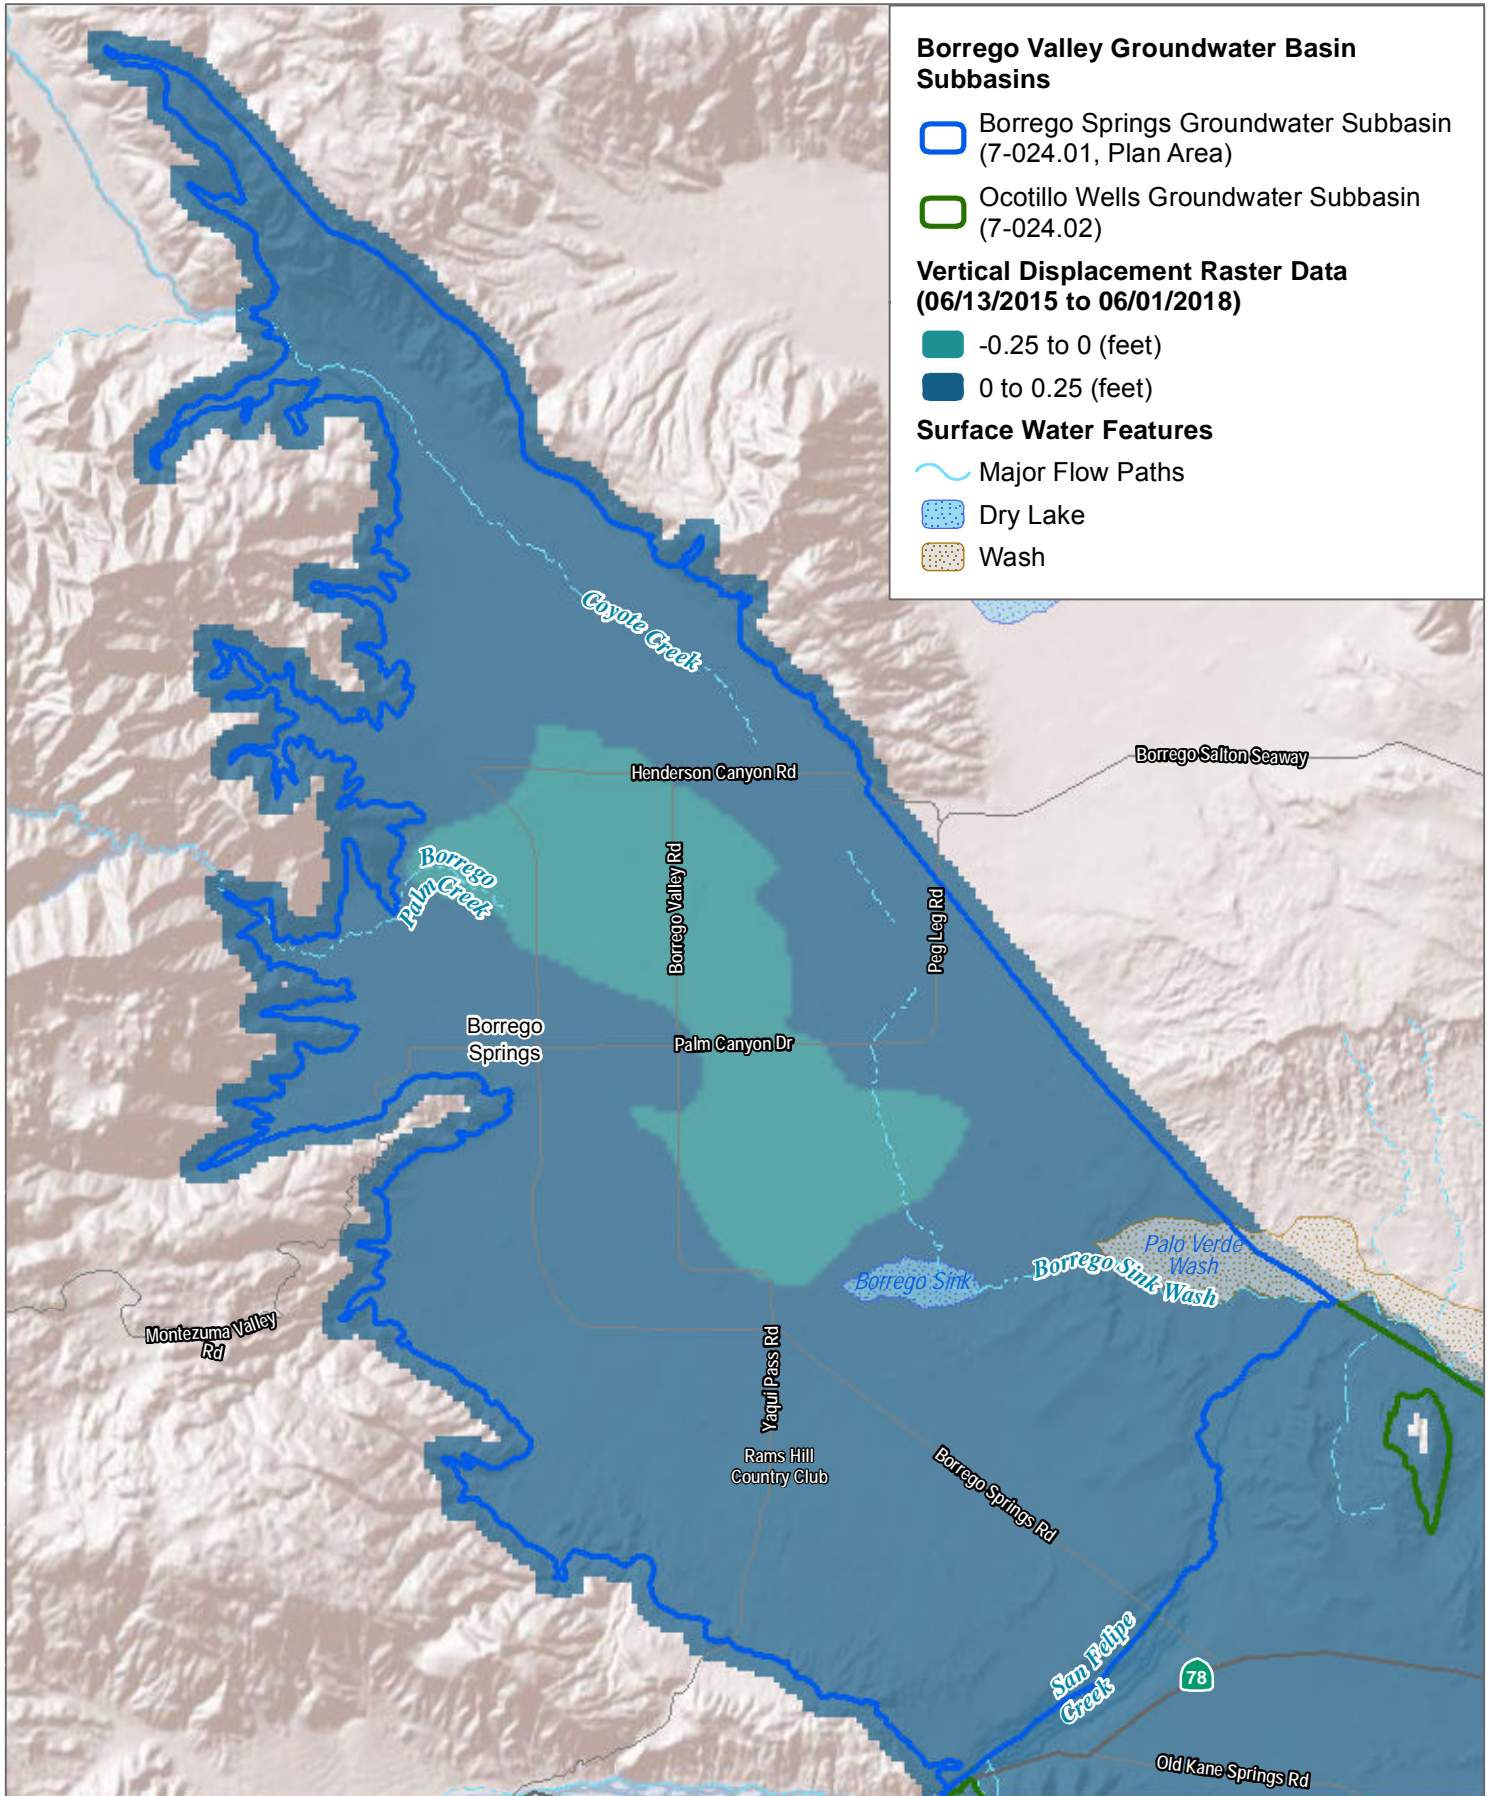 Borrego Valley Groundwater Basin
Subbasins
Borrego Springs Groundwater Subbasin
(7-024.01, Plan Area)
Ocotillo Wells Groundwater Subbasin
(7-024.02)
Vertical Displacement Raster Data
(06/13/2015 to 06/01/2018)
-0.25 to 0 (feet)
0 to 0.25 (feet)
Surface Water Features
Major Flow Paths
Dry Lake
Wash
Coyote Creek
Henderson Canyon Rd
Borrego Salton Seaway
Borrego
Palm Creek
Borrego Valley Rd
Peg Leg Rd
Borrego
Springs
Palm Canyon Dr
Palo Verde
Wash
Borrego Sink
Borrego Sink Wash
Montezuma Valley
Rd
Yaqui Pass Rd
Rams Hill
Country Club
Borrego Springs Rd
San Felipe
Creek
78
Old Kane Springs Rd